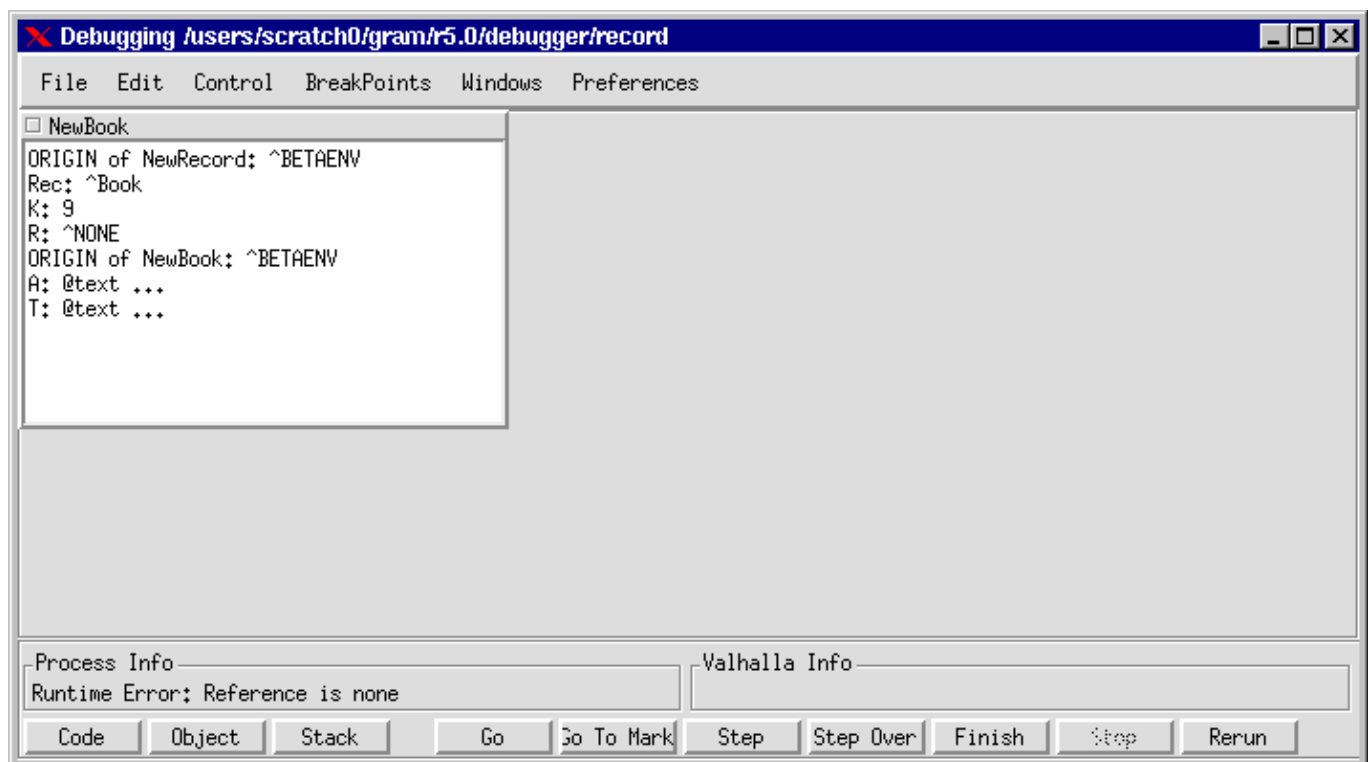 Debugging /users/scratch0/gram/r5.0/debugger/record
File Edit Control BreakPoints Windows Preferences
NewBook
ORIGIN of NewRecord: ^BETAENV
Rec: ^Book
K: 9
R: ^NONE
ORIGIN of NewBook: ^BETAENV
A: @text ...
T: @text ...
Process Info Valhalla Info
Runtime Error: Reference is none
Code Object Stack Go Go To Mark Step Step Over Finish Stop Rerun